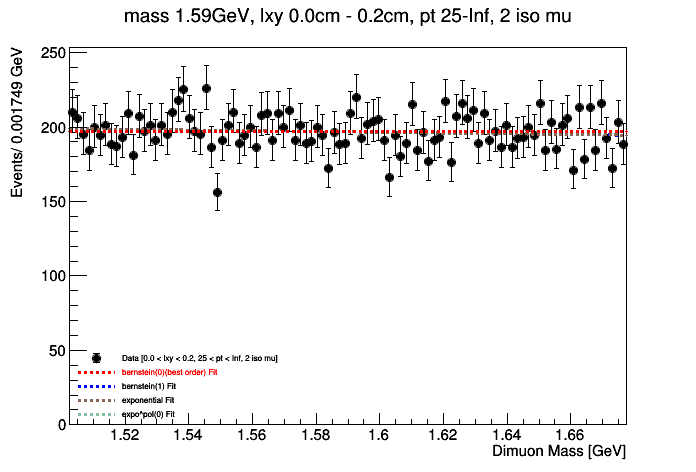 mass 1.59GeV, lxy 0.0cm - 0.2cm, pt 25-Inf, 2 iso mu
Events/ 0.001749 GeV
250
200
150
100
50
0
Data [0.0 < lxy < 0.2, 25 < pt < Inf, 2 iso mu]
bernstein(0)(best order) Fit
bernstein(1) Fit
exponential Fit
expo*pol(0) Fit
1.52 1.54 1.56 1.58 1.6 1.62 1.64 1.66
Dimuon Mass [GeV]